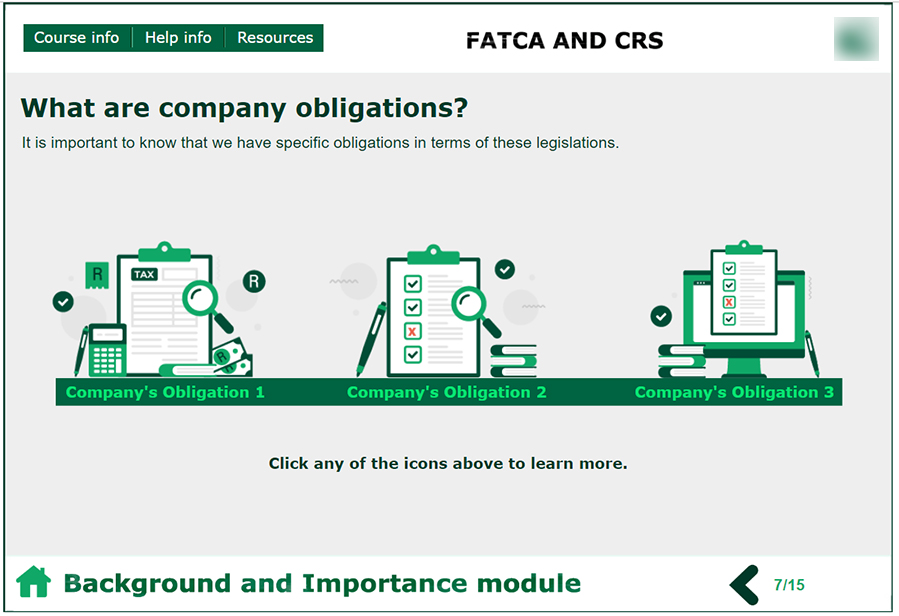 Course info Help info Resources
FATCA AND CRS
What are company obligations?
It is important to know that we have specific obligations in terms of these legislations.
R
TAX
R
R
Company's Obligation 1
Company's Obligation 2
Company's Obligation 3
Click any of the icons above to learn more.
Background and Importance module
7/15